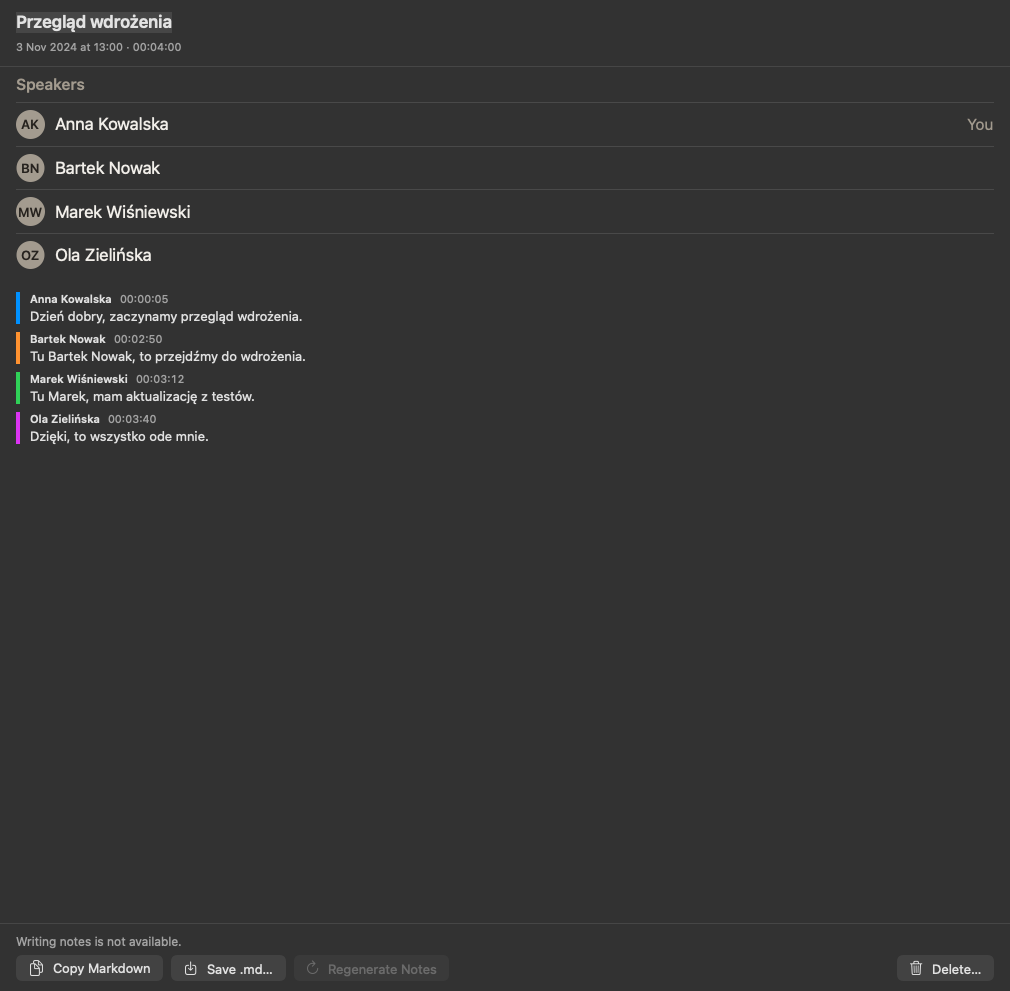 Przegląd wdrożenia
3 Nov 2024 at 13:00 · 00:04:00
Speakers
AK Anna Kowalska You
BN Bartek Nowak
MW Marek Wiśniewski
OZ Ola Zielińska
Anna Kowalska 00:00:05
Dzień dobry, zaczynamy przegląd wdrożenia.
Bartek Nowak 00:02:50
Tu Bartek Nowak, to przejdźmy do wdrożenia.
Marek Wiśniewski 00:03:12
Tu Marek, mam aktualizację z testów.
Ola Zielińska 00:03:40
Dzięki, to wszystko ode mnie.
Writing notes is not available.
Copy Markdown Save .md... Regenerate Notes Delete...